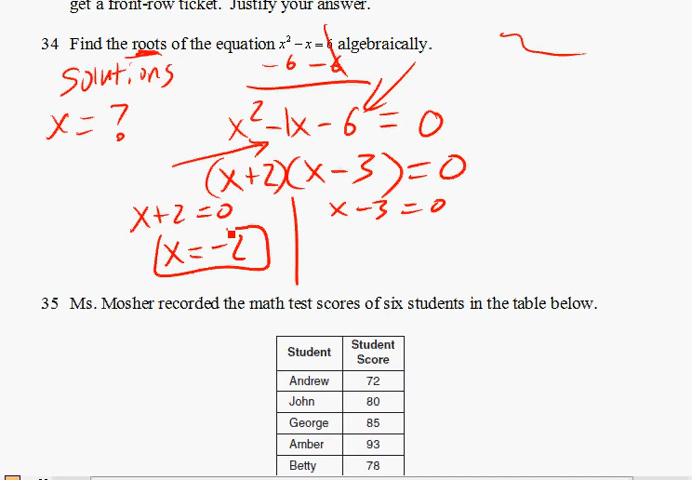 get a front-row ticket. Justify your answer.
34 Find the roots of the equation x² − x = 6 algebraically.
− 6 − 6
Solutions
x = ?
x² − 1x − 6 = 0
(x + 2)(x − 3) = 0
x + 2 = 0
x − 3 = 0
x = −2
35 Ms. Mosher recorded the math test scores of six students in the table below.
Student Student Score
Andrew 72
John 80
George 85
Amber 93
Betty 78